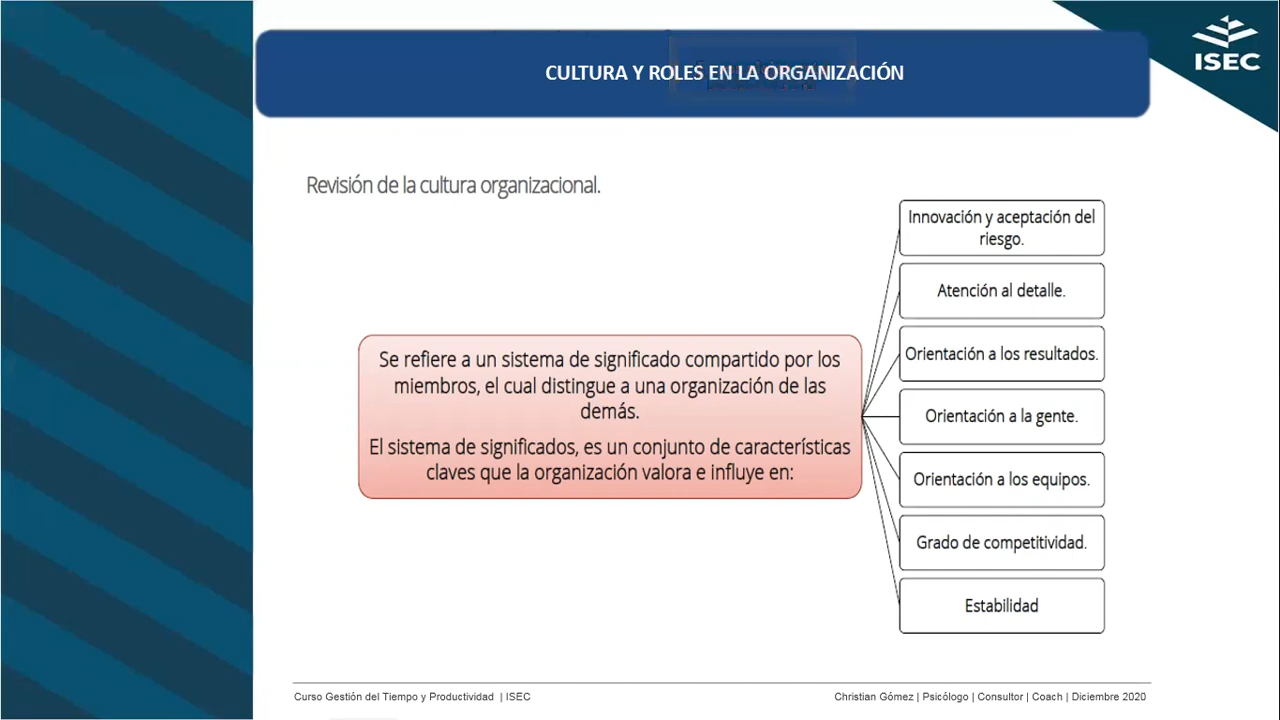 ISEC
CULTURA Y ROLES EN LA ORGANIZACIÓN
Revisión de la cultura organizacional.
Se refiere a un sistema de significado compartido por los
miembros, el cual distingue a una organización de las
demás.
El sistema de significados, es un conjunto de características
claves que la organización valora e influye en:
Innovación y aceptación del
riesgo.
Atención al detalle.
Orientación a los resultados.
Orientación a la gente.
Orientación a los equipos.
Grado de competitividad.
Estabilidad
Curso Gestión del Tiempo y Productividad | ISEC
Christian Gómez | Psicólogo | Consultor | Coach | Diciembre 2020